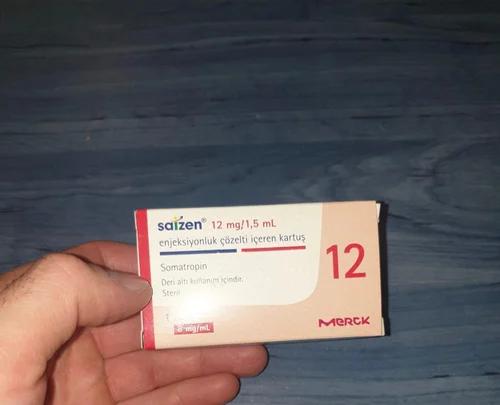 saizen® 12 mg/1,5 mL
enjeksiyonluk çözelti içeren kartuş
Somatropin
12
Deri altı kullanım içindir.
Steril
8 mg/mL
Merck